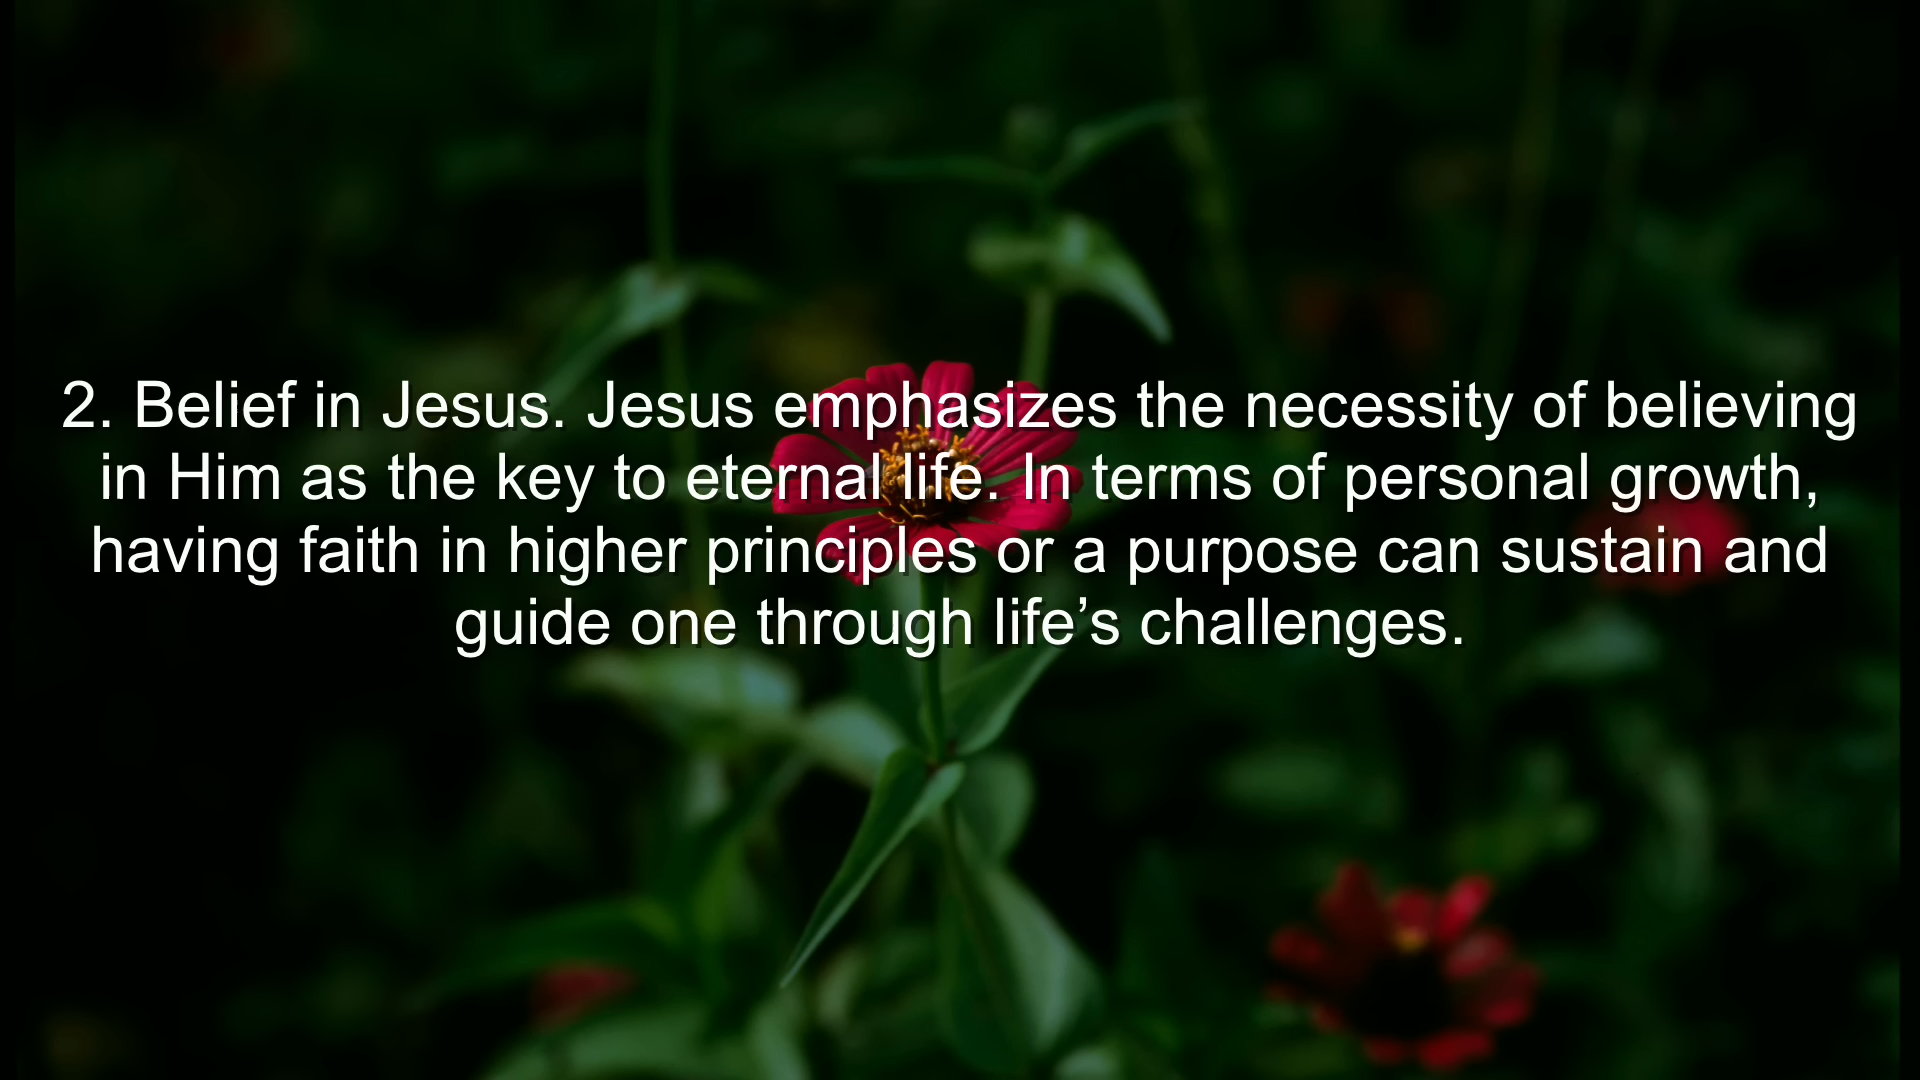 2. Belief in Jesus. Jesus emphasizes the necessity of believing
in Him as the key to eternal life. In terms of personal growth,
having faith in higher principles or a purpose can sustain and
guide one through life’s challenges.